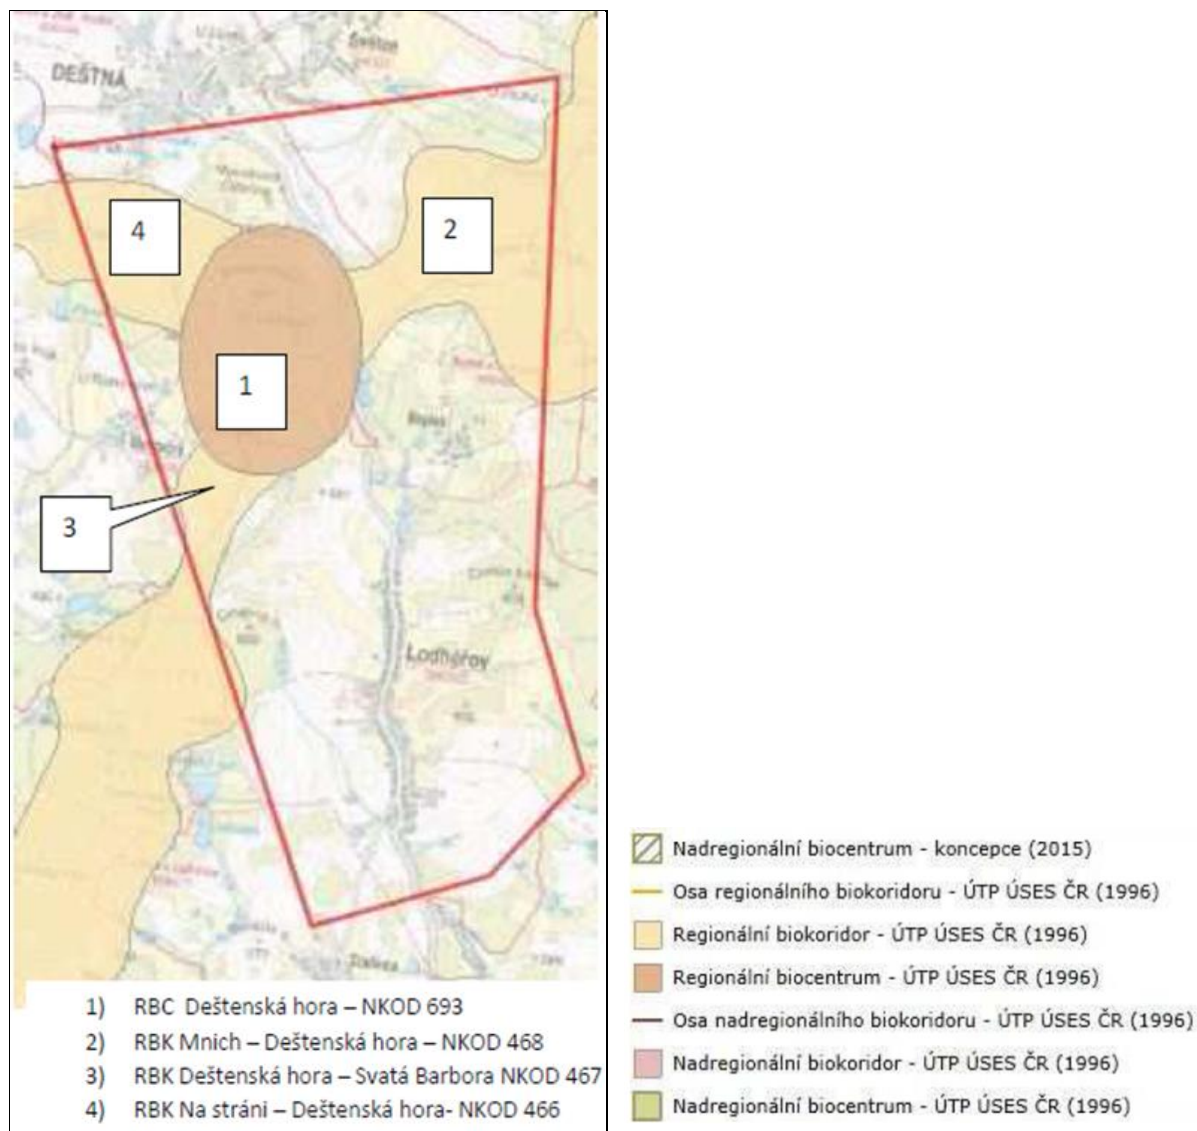 DEŠTNÁ
4
2
1
3
Lodhéřov
1) RBC Deštenská hora – NKOD 693
2) RBK Mnich – Deštenská hora – NKOD 468
3) RBK Deštenská hora – Svatá Barbora NKOD 467
4) RBK Na stráni – Deštenská hora- NKOD 466
Nadregionální biocentrum - koncepce (2015)
Osa regionálního biokoridoru - ÚTP ÚSES ČR (1996)
Regionální biokoridor - ÚTP ÚSES ČR (1996)
Regionální biocentrum - ÚTP ÚSES ČR (1996)
Osa nadregionálního biokoridoru - ÚTP ÚSES ČR (1996)
Nadregionální biokoridor - ÚTP ÚSES ČR (1996)
Nadregionální biocentrum - ÚTP ÚSES ČR (1996)